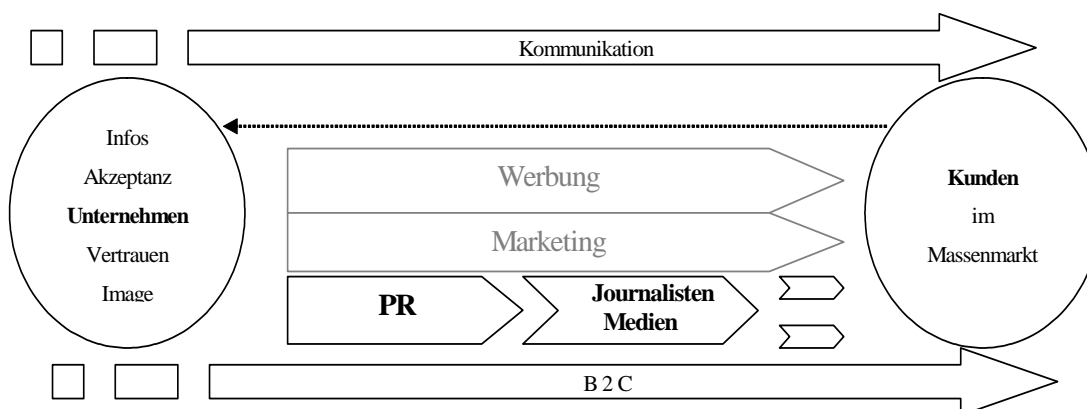 Kommunikation
Infos
Akzeptanz
Unternehmen
Vertrauen
Image
Werbung
Marketing
PR
Journalisten
Medien
Kunden
im
Massenmarkt
B 2 C